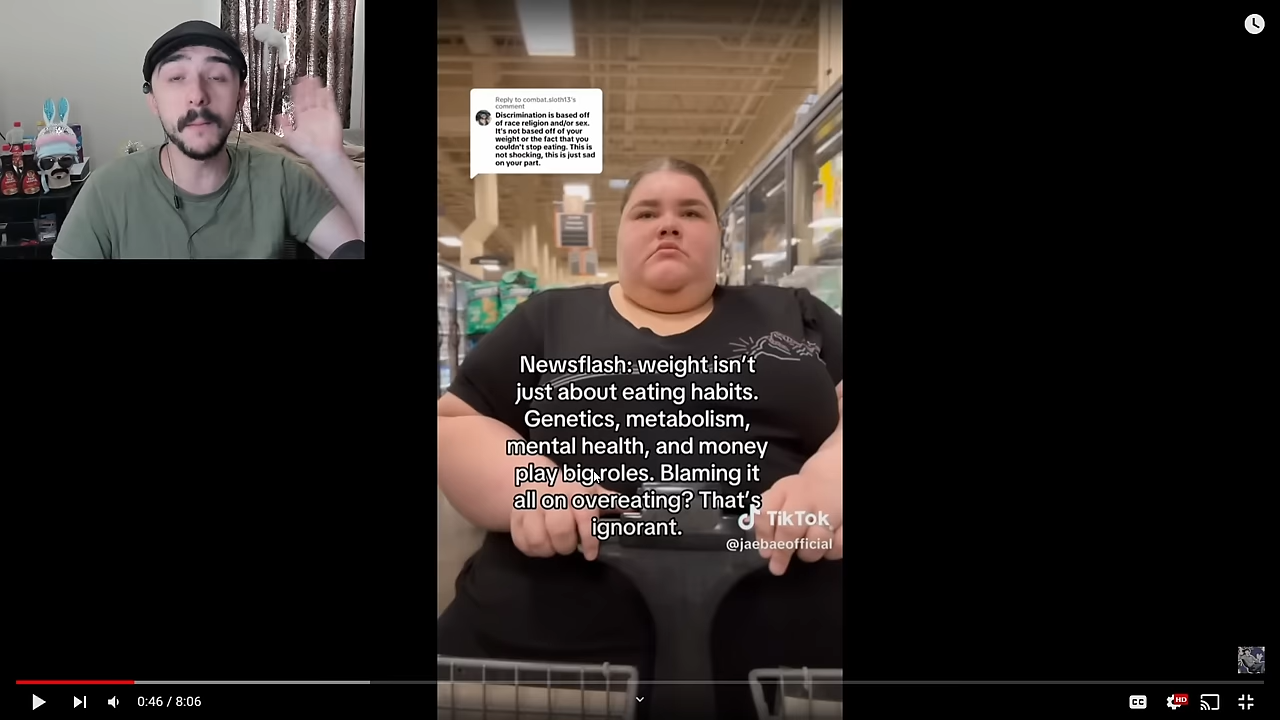 Reply to combat.sloth13's
comment
Discrimination is based off
of race religion and/or sex.
It's not based off of your
weight or the fact that you
couldn't stop eating. This is
not shocking, this is just sad
on your part.
Newsflash: weight isn't
just about eating habits.
Genetics, metabolism,
mental health, and money
play big roles. Blaming it
all on overeating? That's
ignorant.
TikTok
@jaebaeofficial
0:46 / 8:06
CC
HD